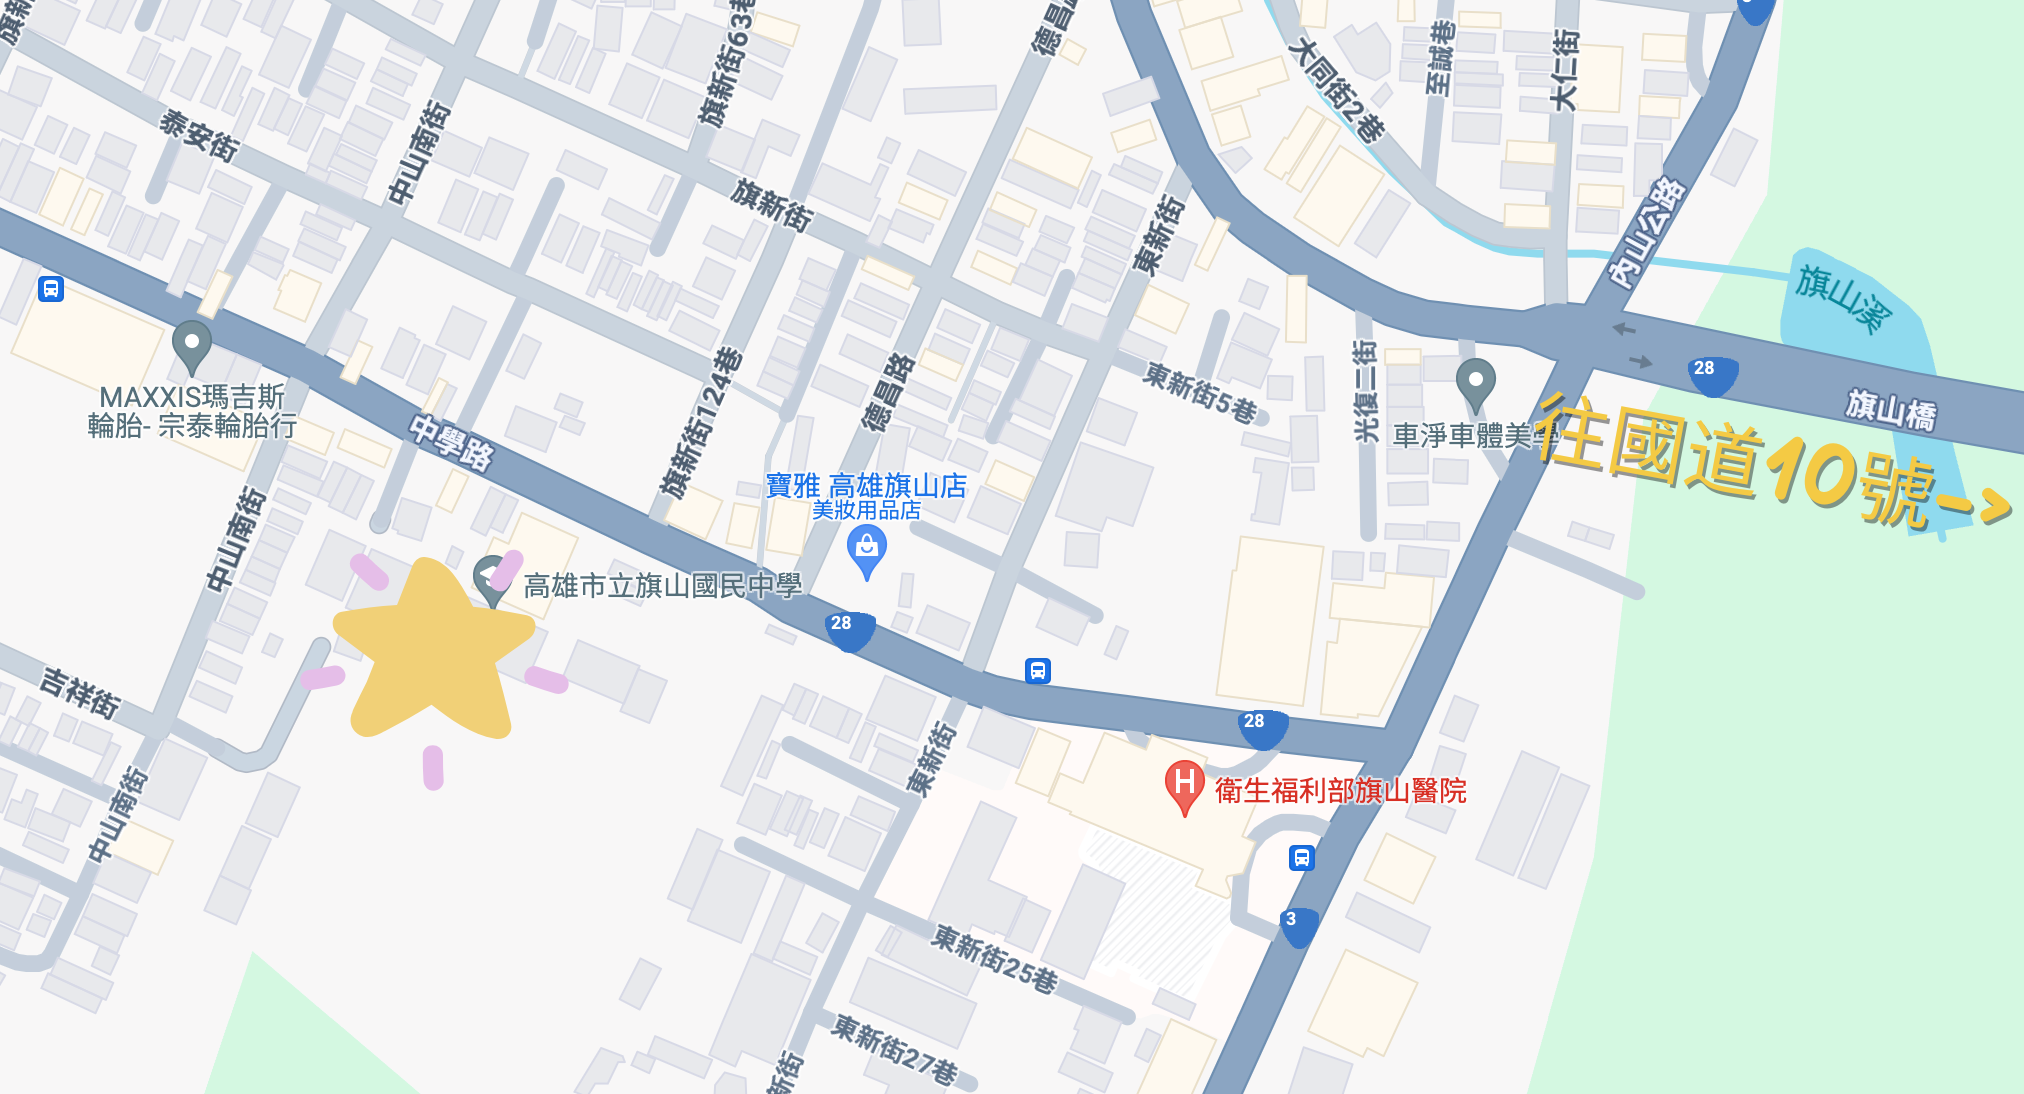 旗新
泰安街
中山南街
旗新街63巷
德昌路
大同街2巷
至誠巷
大仁街
內山公路
旗山溪
旗新街
東新街
MAXXIS瑪吉斯
輪胎- 宗泰輪胎行
中學路
旗新街124巷
德昌路
東新街5巷
光復二街
車淨車體美學
28
旗山橋
往國道10號->
寶雅 高雄旗山店
美妝用品店
中山南街
高雄市立旗山國民中學
28
吉祥街
28
衛生福利部旗山醫院
東新街
中山南街
3
東新街25巷
東新街27巷
新街